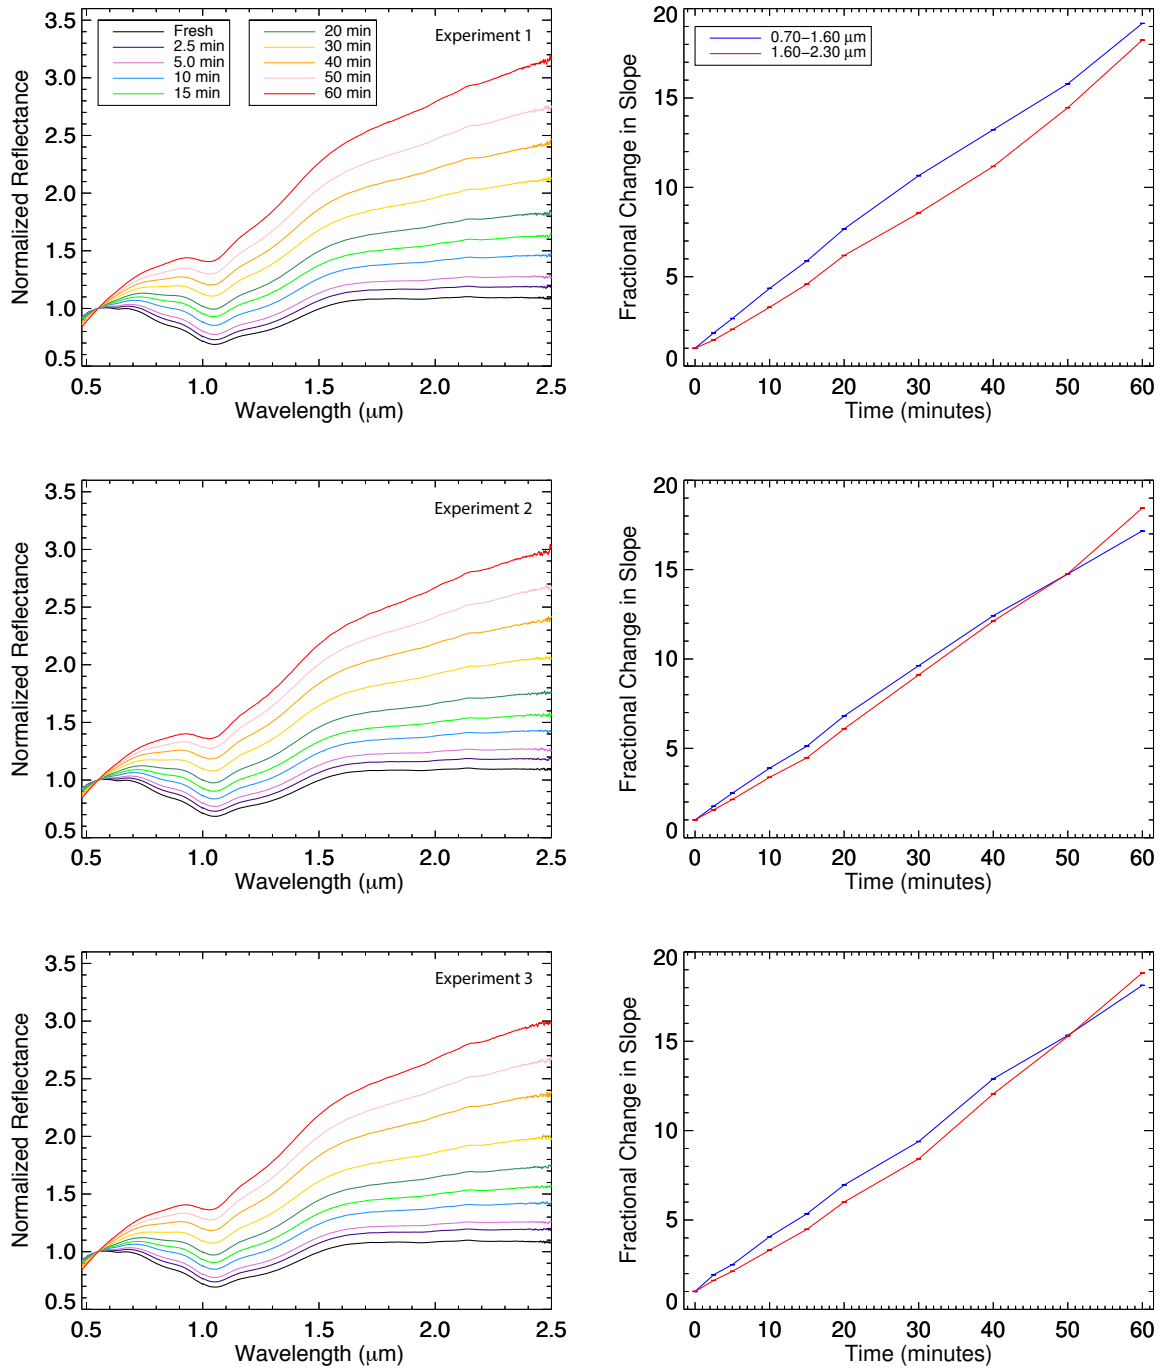 Experiment 1
Fresh
2.5 min
5.0 min
10 min
15 min
20 min
30 min
40 min
50 min
60 min
Normalized Reflectance
3.5
3.0
2.5
2.0
1.5
1.0
0.5
0.5 1.0 1.5 2.0 2.5
Wavelength (μm)
0.70−1.60 μm
1.60−2.30 μm
Fractional Change in Slope
20
15
10
5
0
0 10 20 30 40 50 60
Time (minutes)
Experiment 2
Normalized Reflectance
3.5
3.0
2.5
2.0
1.5
1.0
0.5
0.5 1.0 1.5 2.0 2.5
Wavelength (μm)
Fractional Change in Slope
20
15
10
5
0
0 10 20 30 40 50 60
Time (minutes)
Experiment 3
Normalized Reflectance
3.5
3.0
2.5
2.0
1.5
1.0
0.5
0.5 1.0 1.5 2.0 2.5
Wavelength (μm)
Fractional Change in Slope
20
15
10
5
0
0 10 20 30 40 50 60
Time (minutes)